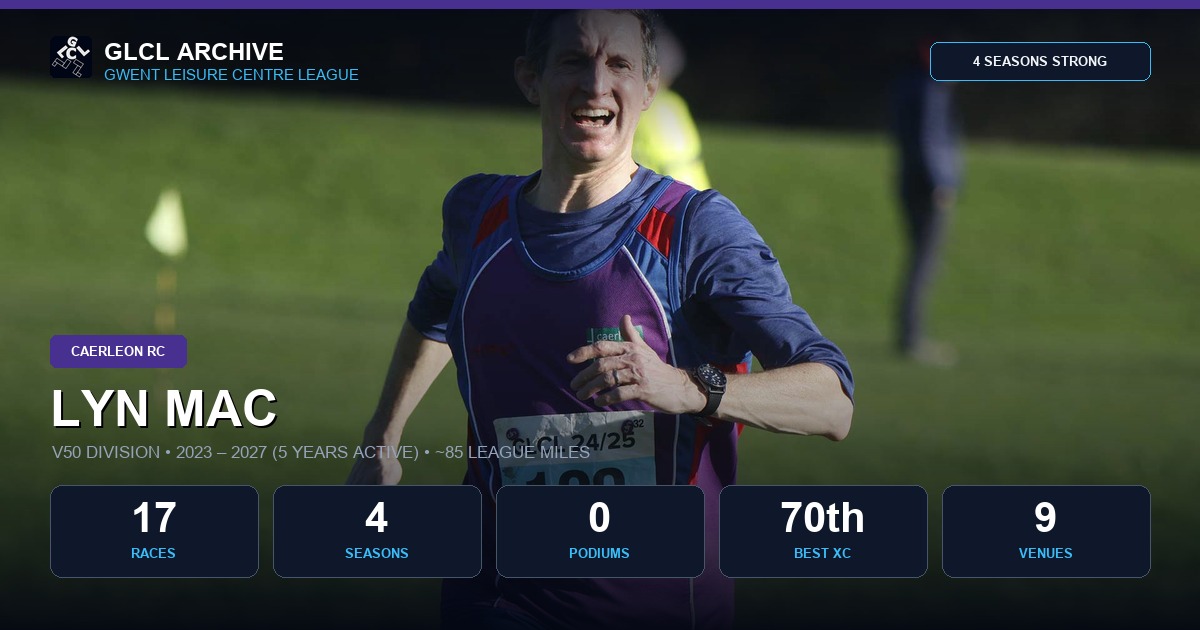 GLCL ARCHIVE
GWENT LEISURE CENTRE LEAGUE
4 SEASONS STRONG
CAERLEON RC
LYN MAC
V50 DIVISION • 2023 – 2027 (5 YEARS ACTIVE) • ~85 LEAGUE MILES
GLCL 24/25
17
RACES
4
SEASONS
0
PODIUMS
70th
BEST XC
9
VENUES